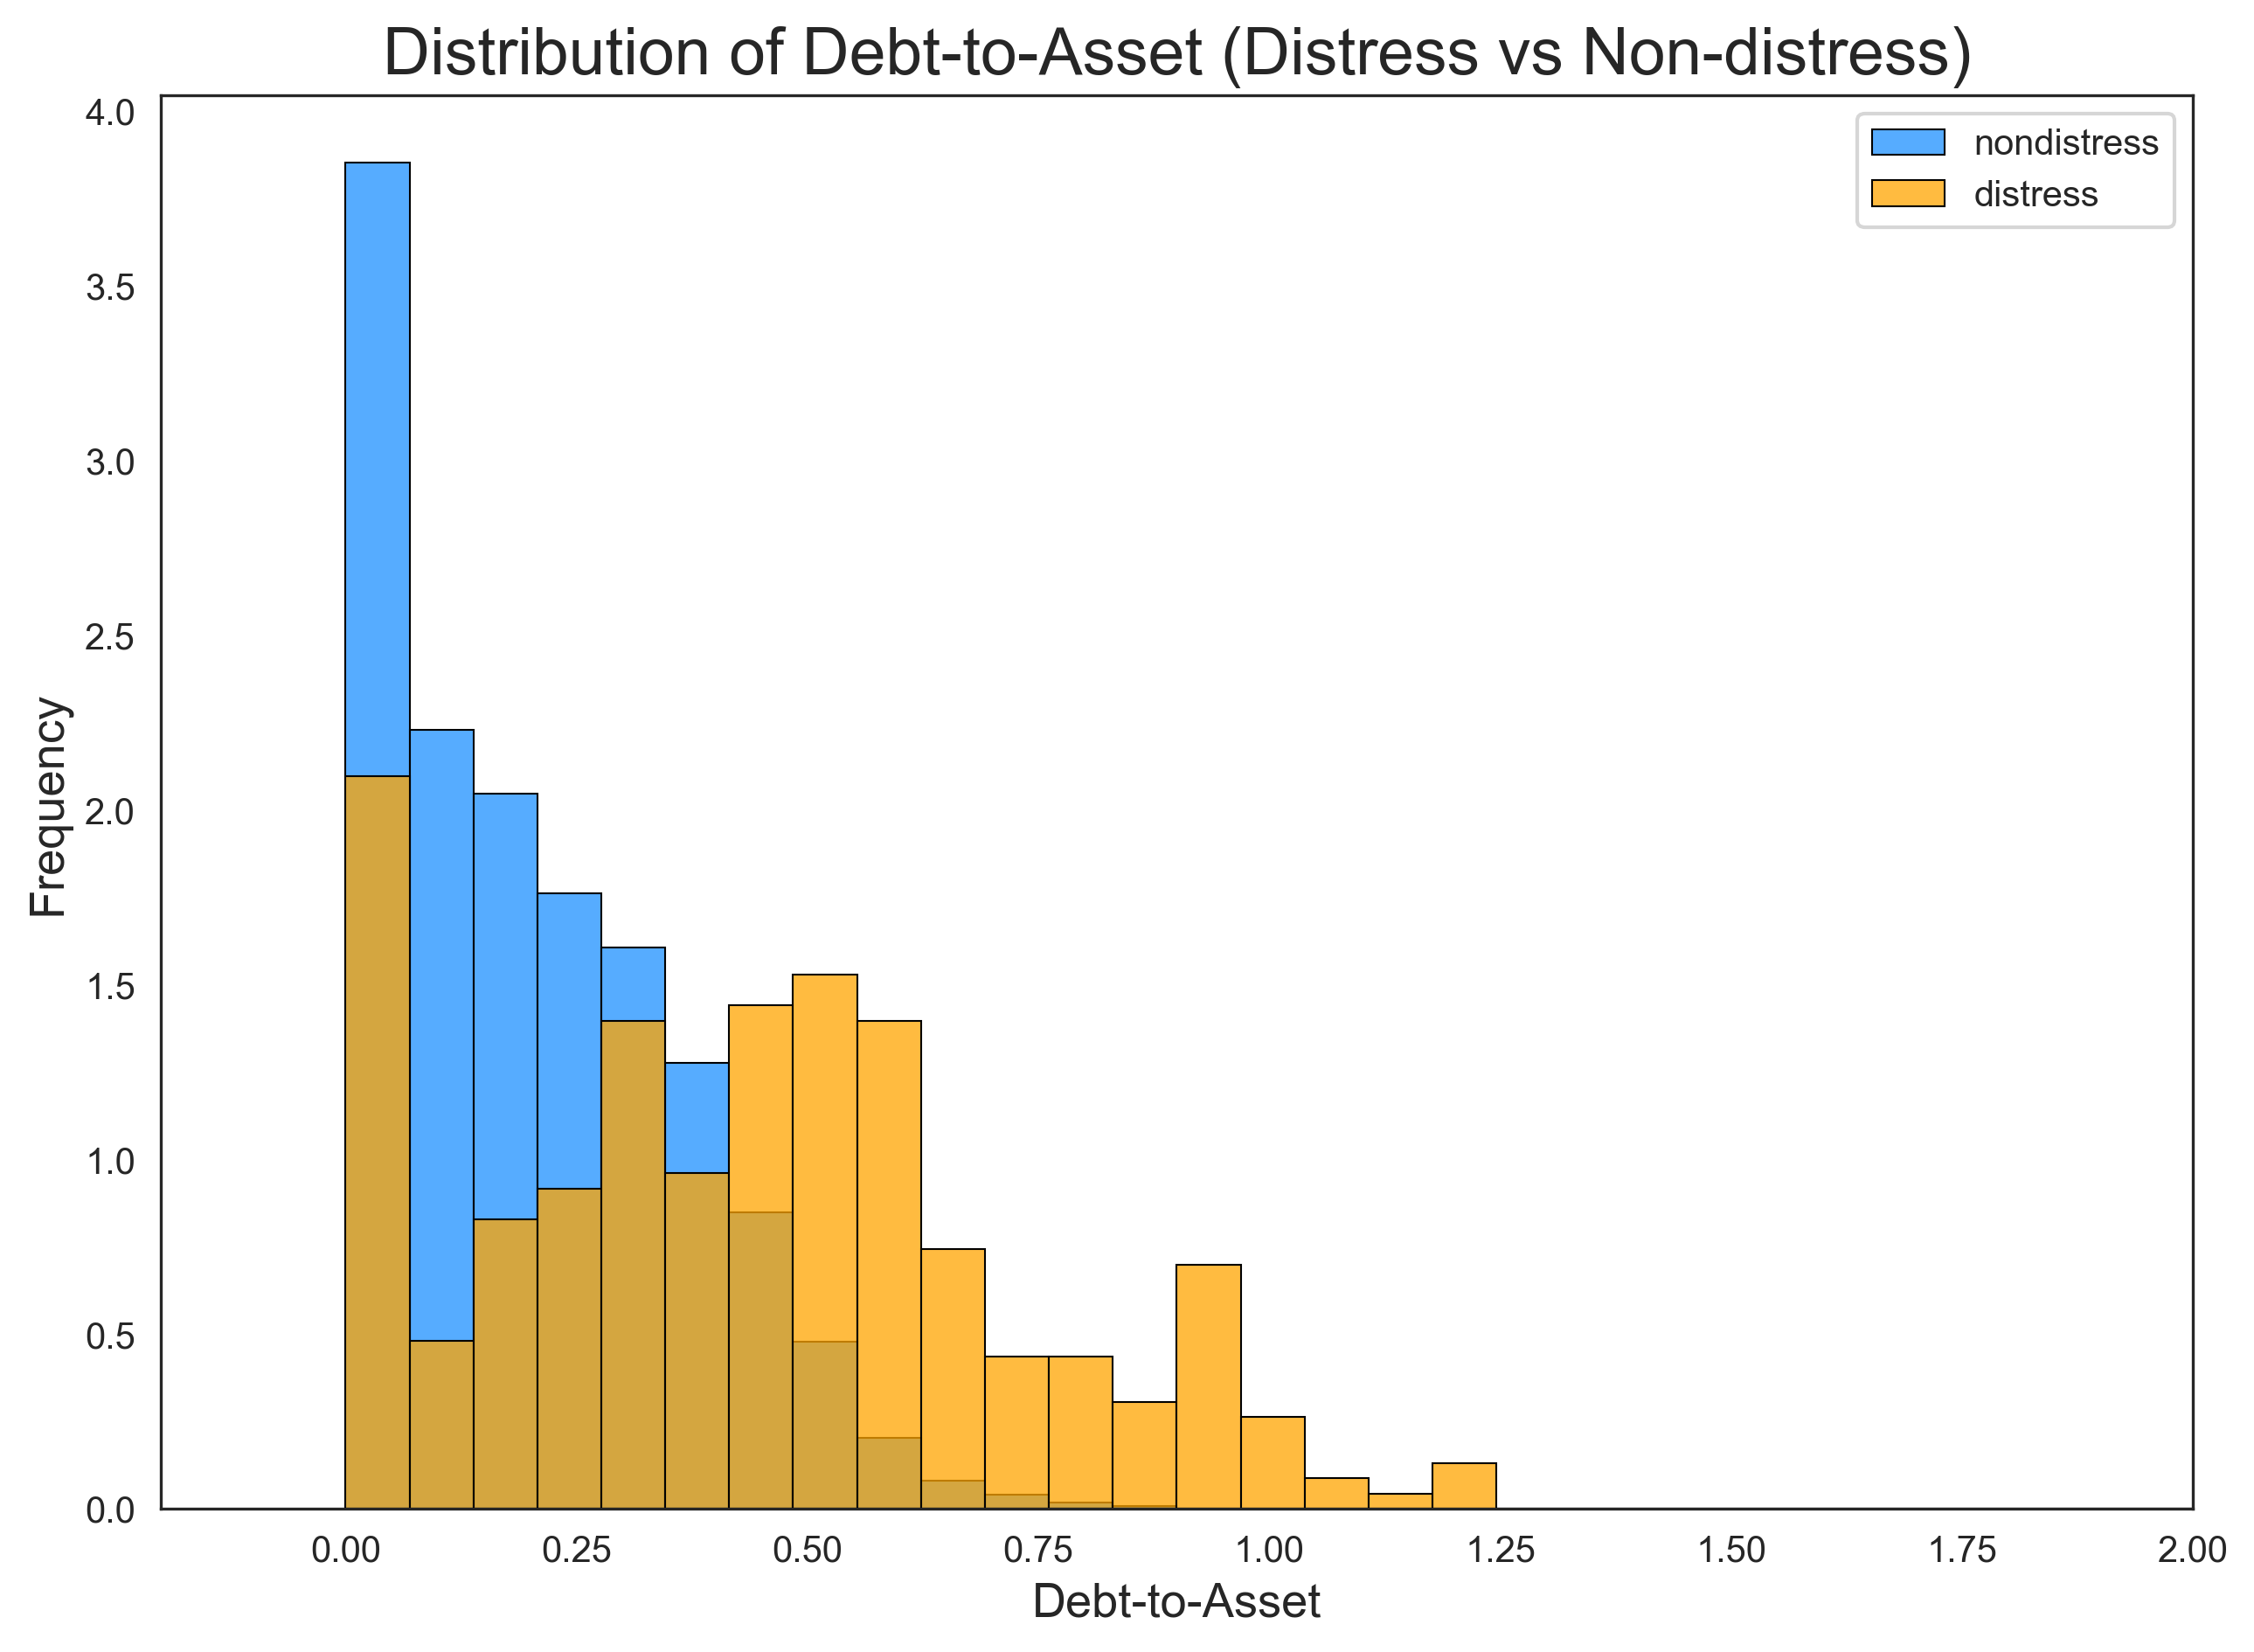 Distribution of Debt-to-Asset (Distress vs Non-distress)
nondistress
distress
Frequency
4.0
3.5
3.0
2.5
2.0
1.5
1.0
0.5
0.0
0.00 0.25 0.50 0.75 1.00 1.25 1.50 1.75 2.00
Debt-to-Asset